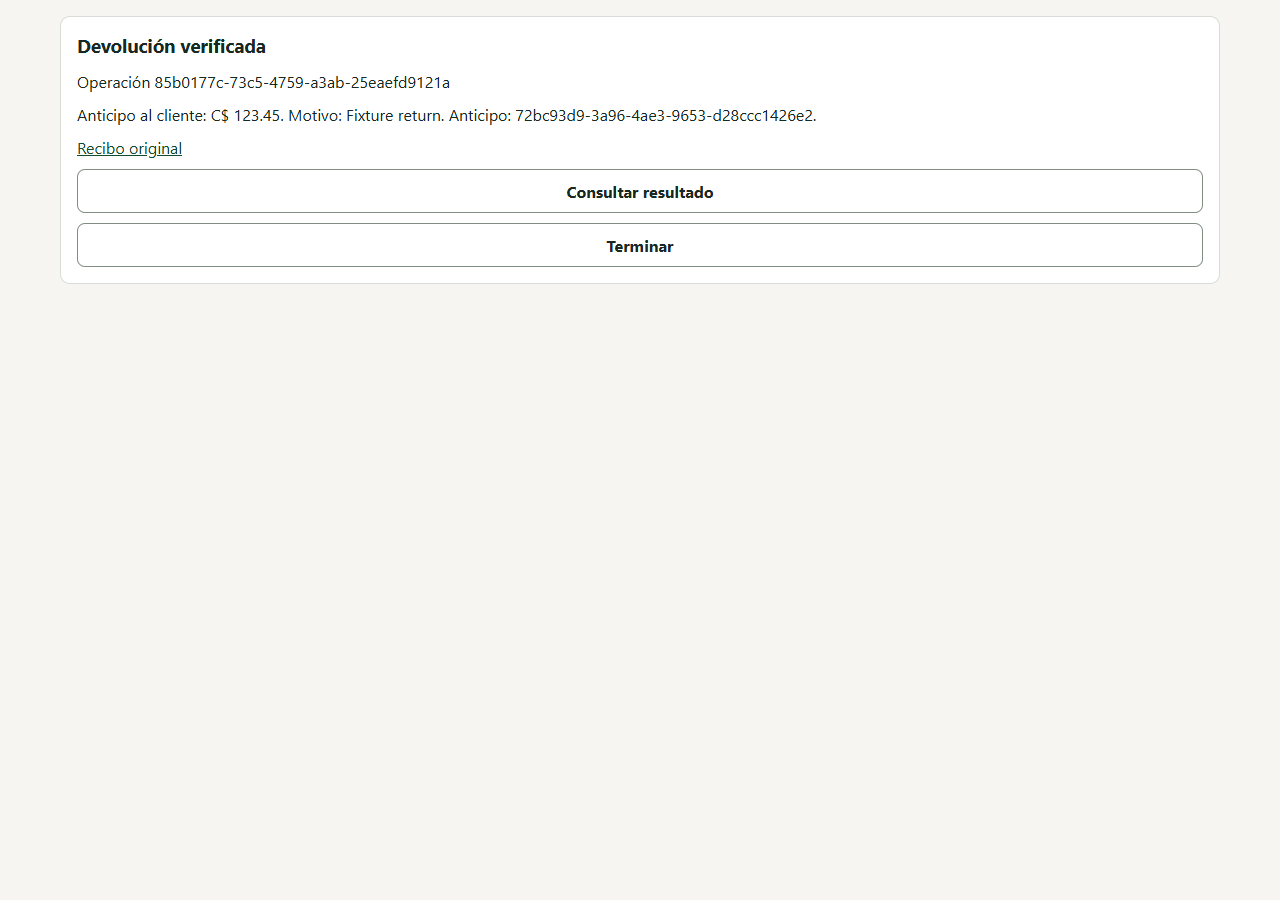 Devolución verificada
Operación 85b0177c-73c5-4759-a3ab-25eaefd9121a
Anticipo al cliente: C$ 123.45. Motivo: Fixture return. Anticipo: 72bc93d9-3a96-4ae3-9653-d28ccc1426e2.
Recibo original
Consultar resultado
Terminar